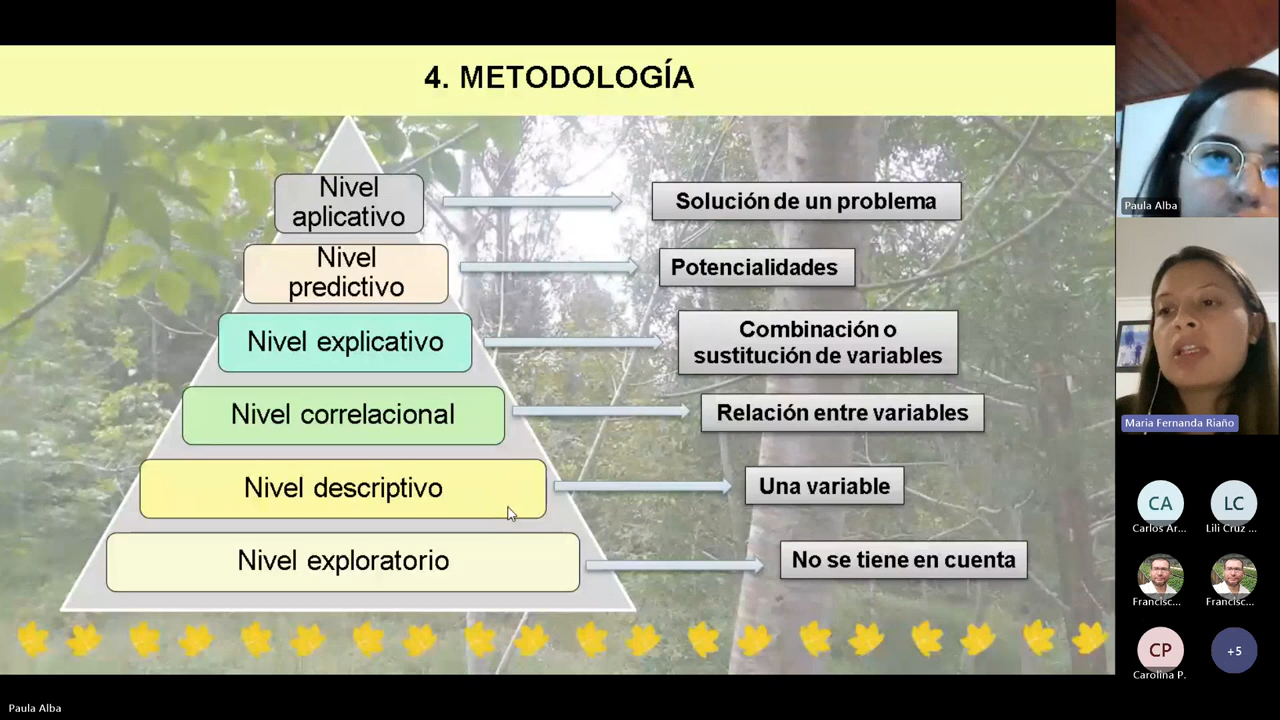 4. METODOLOGÍA
Nivel
aplicativo
Solución de un problema
Nivel
predictivo
Potencialidades
Nivel explicativo
Combinación o
sustitución de variables
Nivel correlacional
Relación entre variables
Nivel descriptivo
Una variable
Nivel exploratorio
No se tiene en cuenta
Paula Alba
Maria Fernanda Riaño
CA
LC
Carlos Ar...
Lili Cruz ...
Francisc...
Francisc...
CP
+5
Carolina P.
Paula Alba